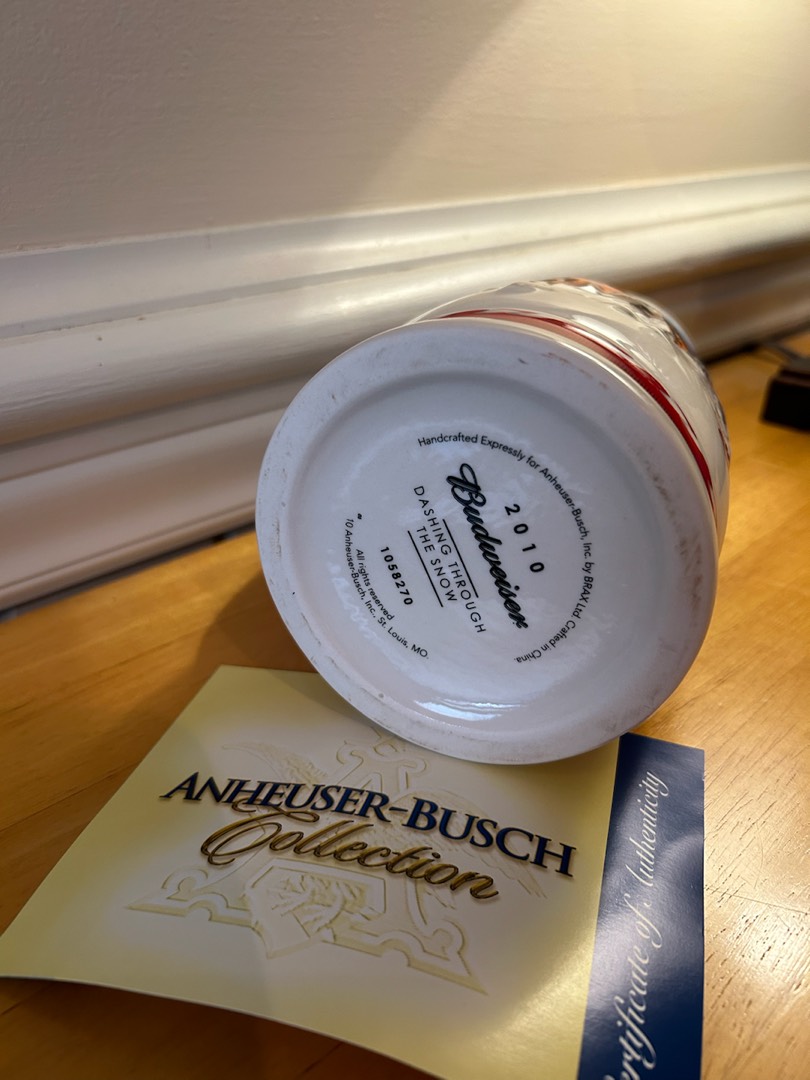 Handcrafted Expressly for Anheuser-Busch, Inc. by BRAX Ltd. Crafted in China.
2010
Budweiser
DASHING THROUGH
THE SNOW
1058270
All rights reserved
10 Anheuser-Busch, Inc., St. Louis, MO.
ANHEUSER-BUSCH
Collection
Certificate of Authenticity